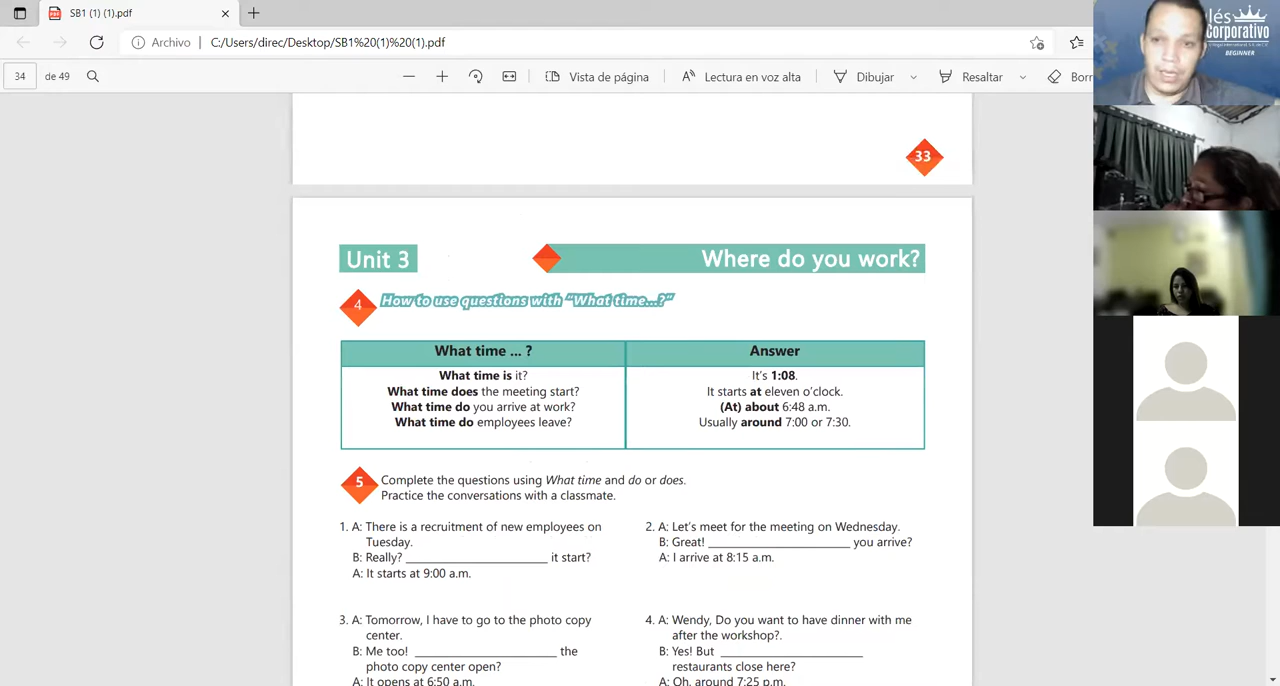 SB1 (1) (1).pdf
Archivo
C:/Users/direc/Desktop/SB1%20(1)%20(1).pdf
34
de 49
Vista de página
Lectura en voz alta
Dibujar
Resaltar
Borr
lés
corporativo
BEGINNER
33
Unit 3
Where do you work?
4
How to use questions with “What time...?”
What time ... ?
Answer
What time is it?
It’s 1:08.
What time does the meeting start?
It starts at eleven o’clock.
What time do you arrive at work?
(At) about 6:48 a.m.
What time do employees leave?
Usually around 7:00 or 7:30.
5
Complete the questions using What time and do or does.
Practice the conversations with a classmate.
1. A: There is a recruitment of new employees on
Tuesday.
B: Really? ______________________ it start?
A: It starts at 9:00 a.m.
2. A: Let’s meet for the meeting on Wednesday.
B: Great! ______________________ you arrive?
A: I arrive at 8:15 a.m.
3. A: Tomorrow, I have to go to the photo copy
center.
B: Me too! ______________________ the
photo copy center open?
A: It opens at 6:50 a.m.
4. A: Wendy, Do you want to have dinner with me
after the workshop?.
B: Yes! But ______________________
restaurants close here?
A: Oh, around 7:25 p.m.